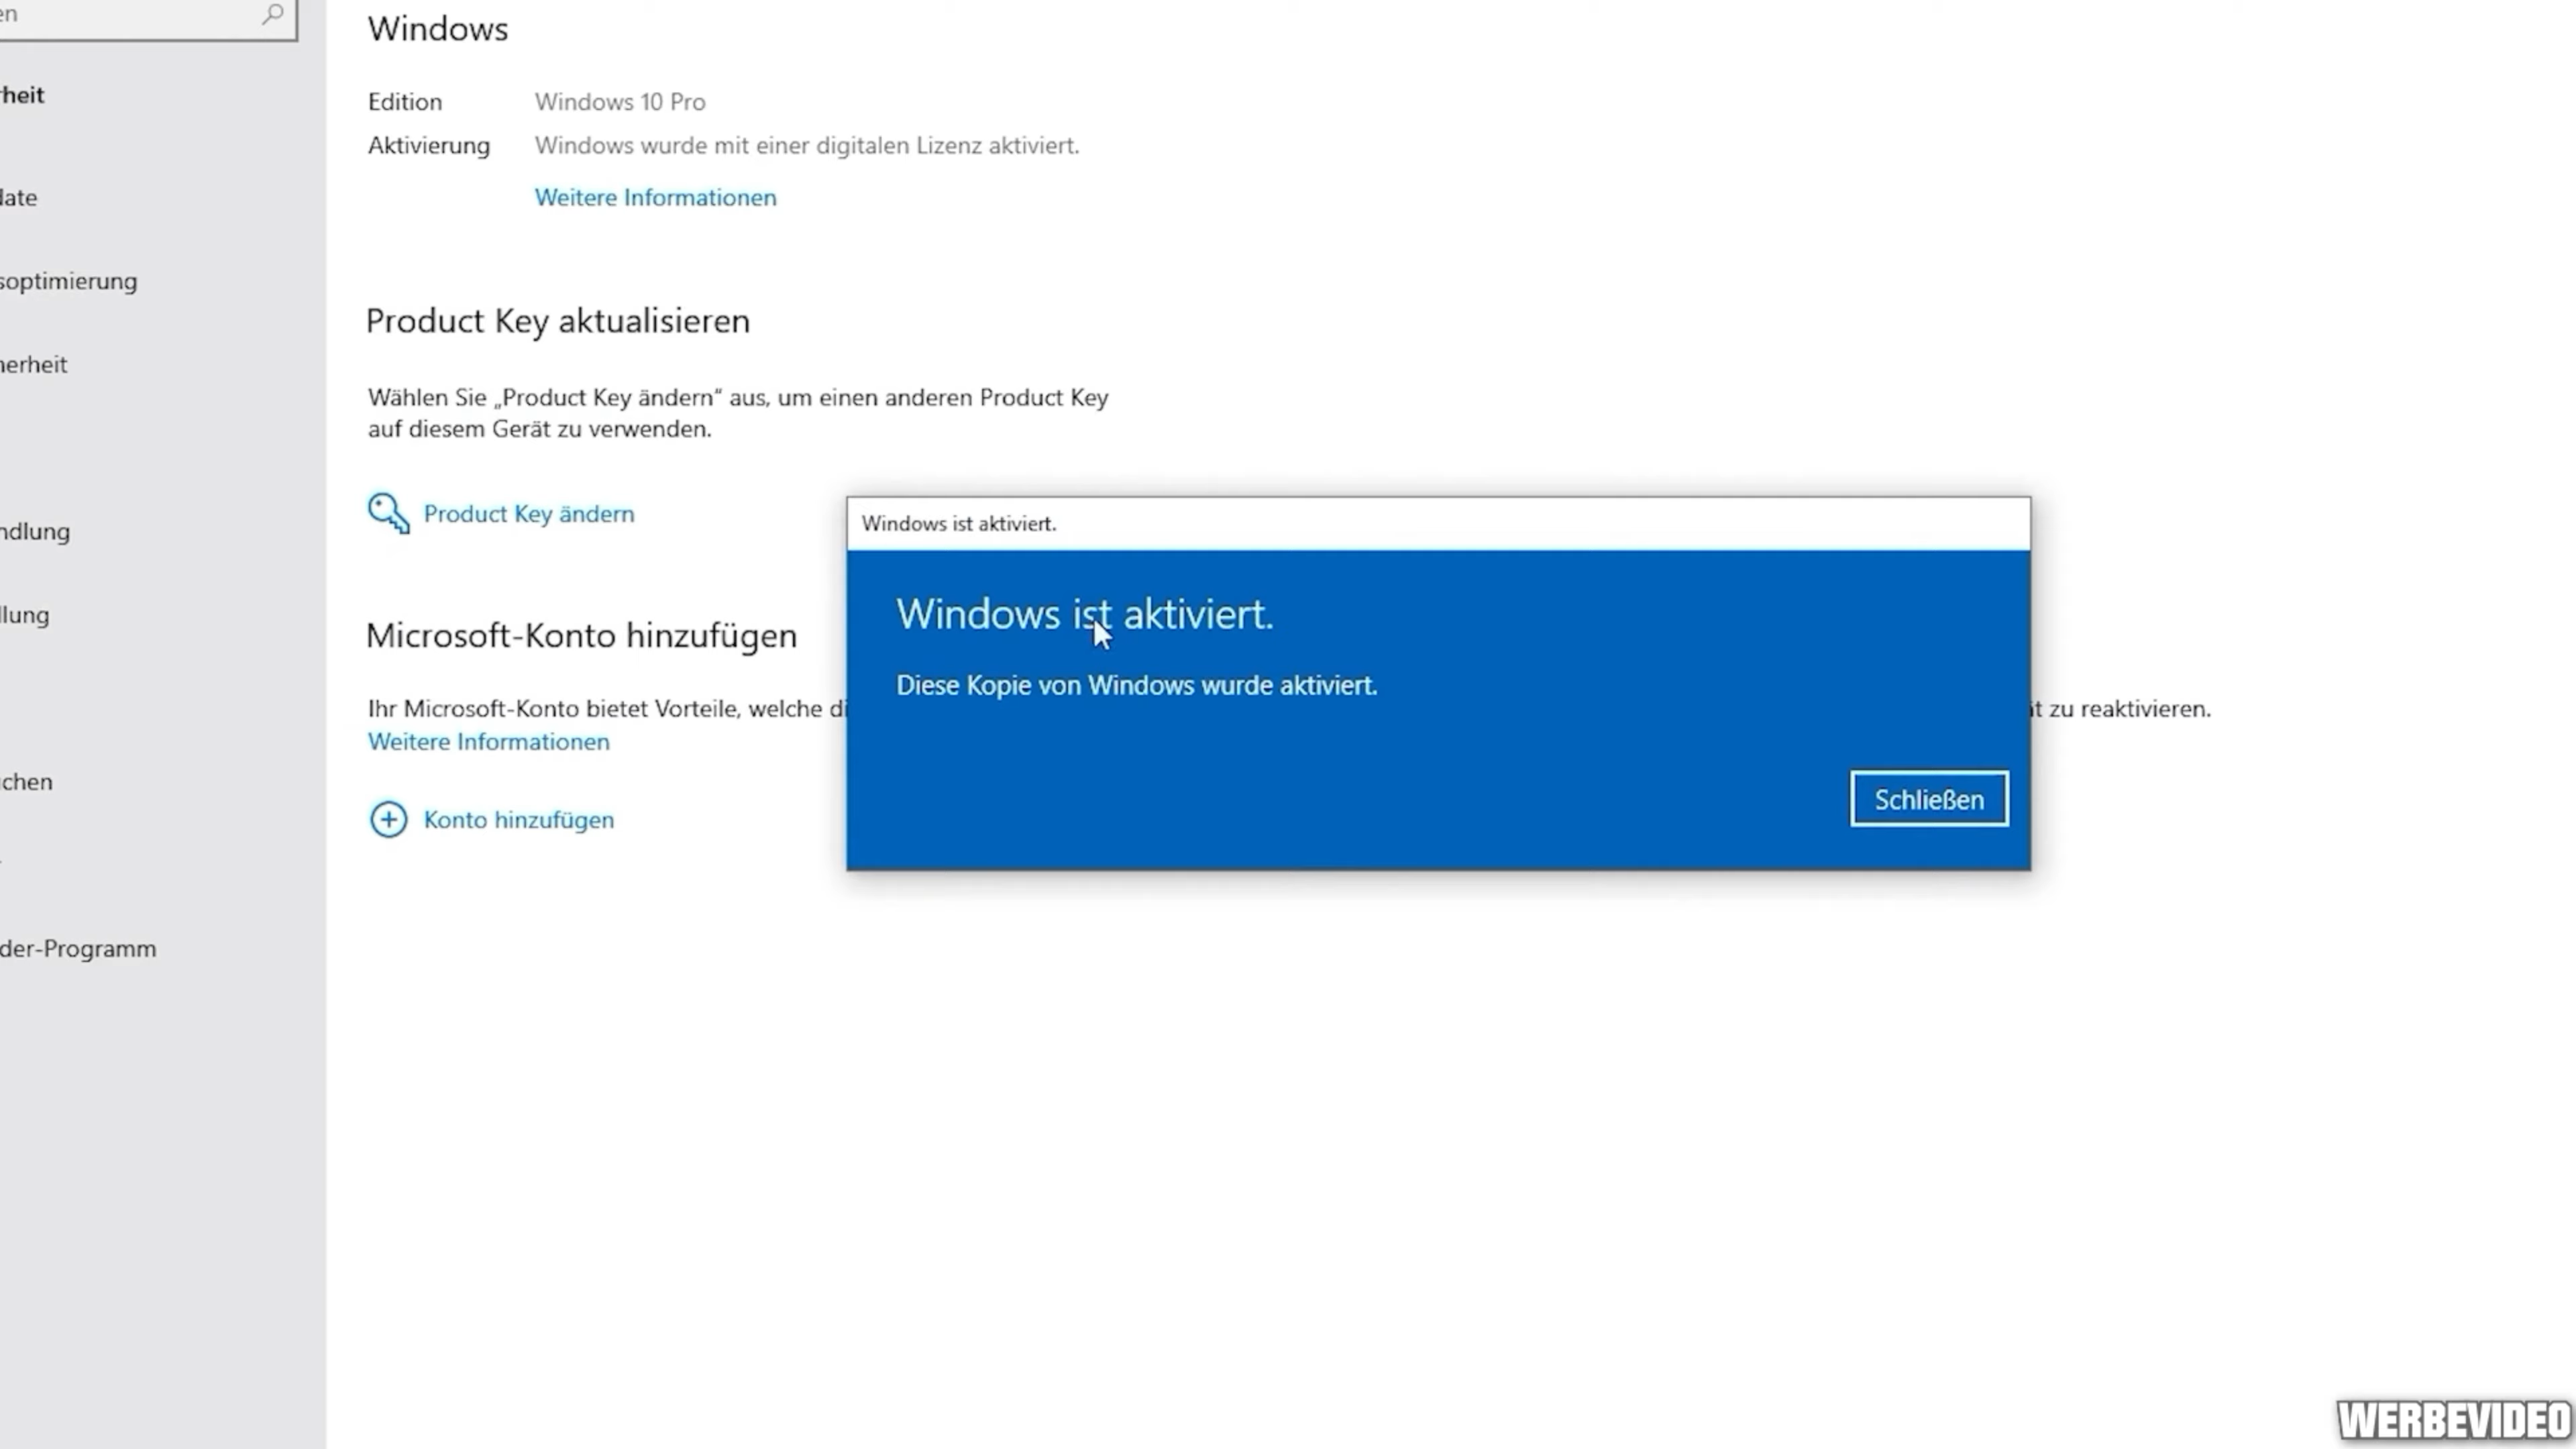 en
Windows
heit
Edition Windows 10 Pro
Aktivierung Windows wurde mit einer digitalen Lizenz aktiviert.
late
Weitere Informationen
soptimierung
Product Key aktualisieren
herheit
Wählen Sie „Product Key ändern“ aus, um einen anderen Product Key
auf diesem Gerät zu verwenden.
Product Key ändern
Windows ist aktiviert.
ndlung
Windows ist aktiviert.
llung
Microsoft-Konto hinzufügen
Diese Kopie von Windows wurde aktiviert.
Ihr Microsoft-Konto bietet Vorteile, welche di
it zu reaktivieren.
Weitere Informationen
chen
Schließen
Konto hinzufügen
der-Programm
WERBEVIDEO